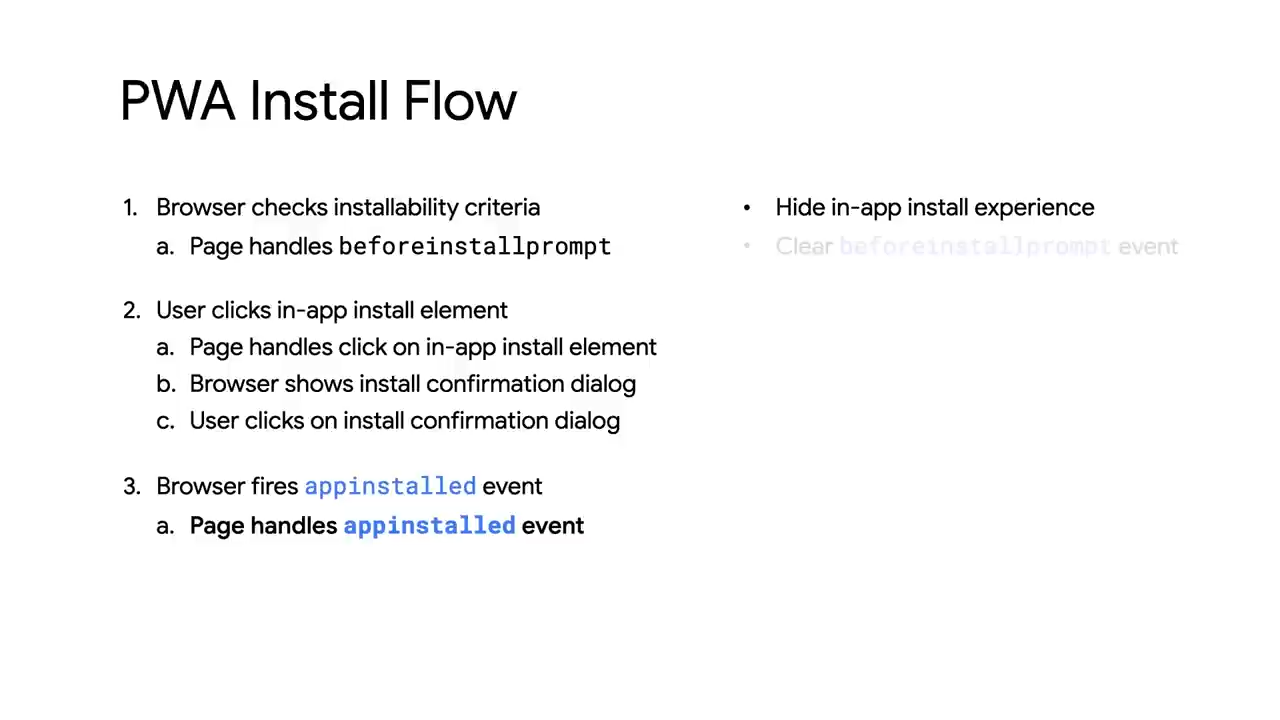 PWA Install Flow
1. Browser checks installability criteria
a. Page handles beforeinstallprompt
2. User clicks in-app install element
a. Page handles click on in-app install element
b. Browser shows install confirmation dialog
c. User clicks on install confirmation dialog
3. Browser fires appinstalled event
a. Page handles appinstalled event
• Hide in-app install experience
• Clear beforeinstallprompt event